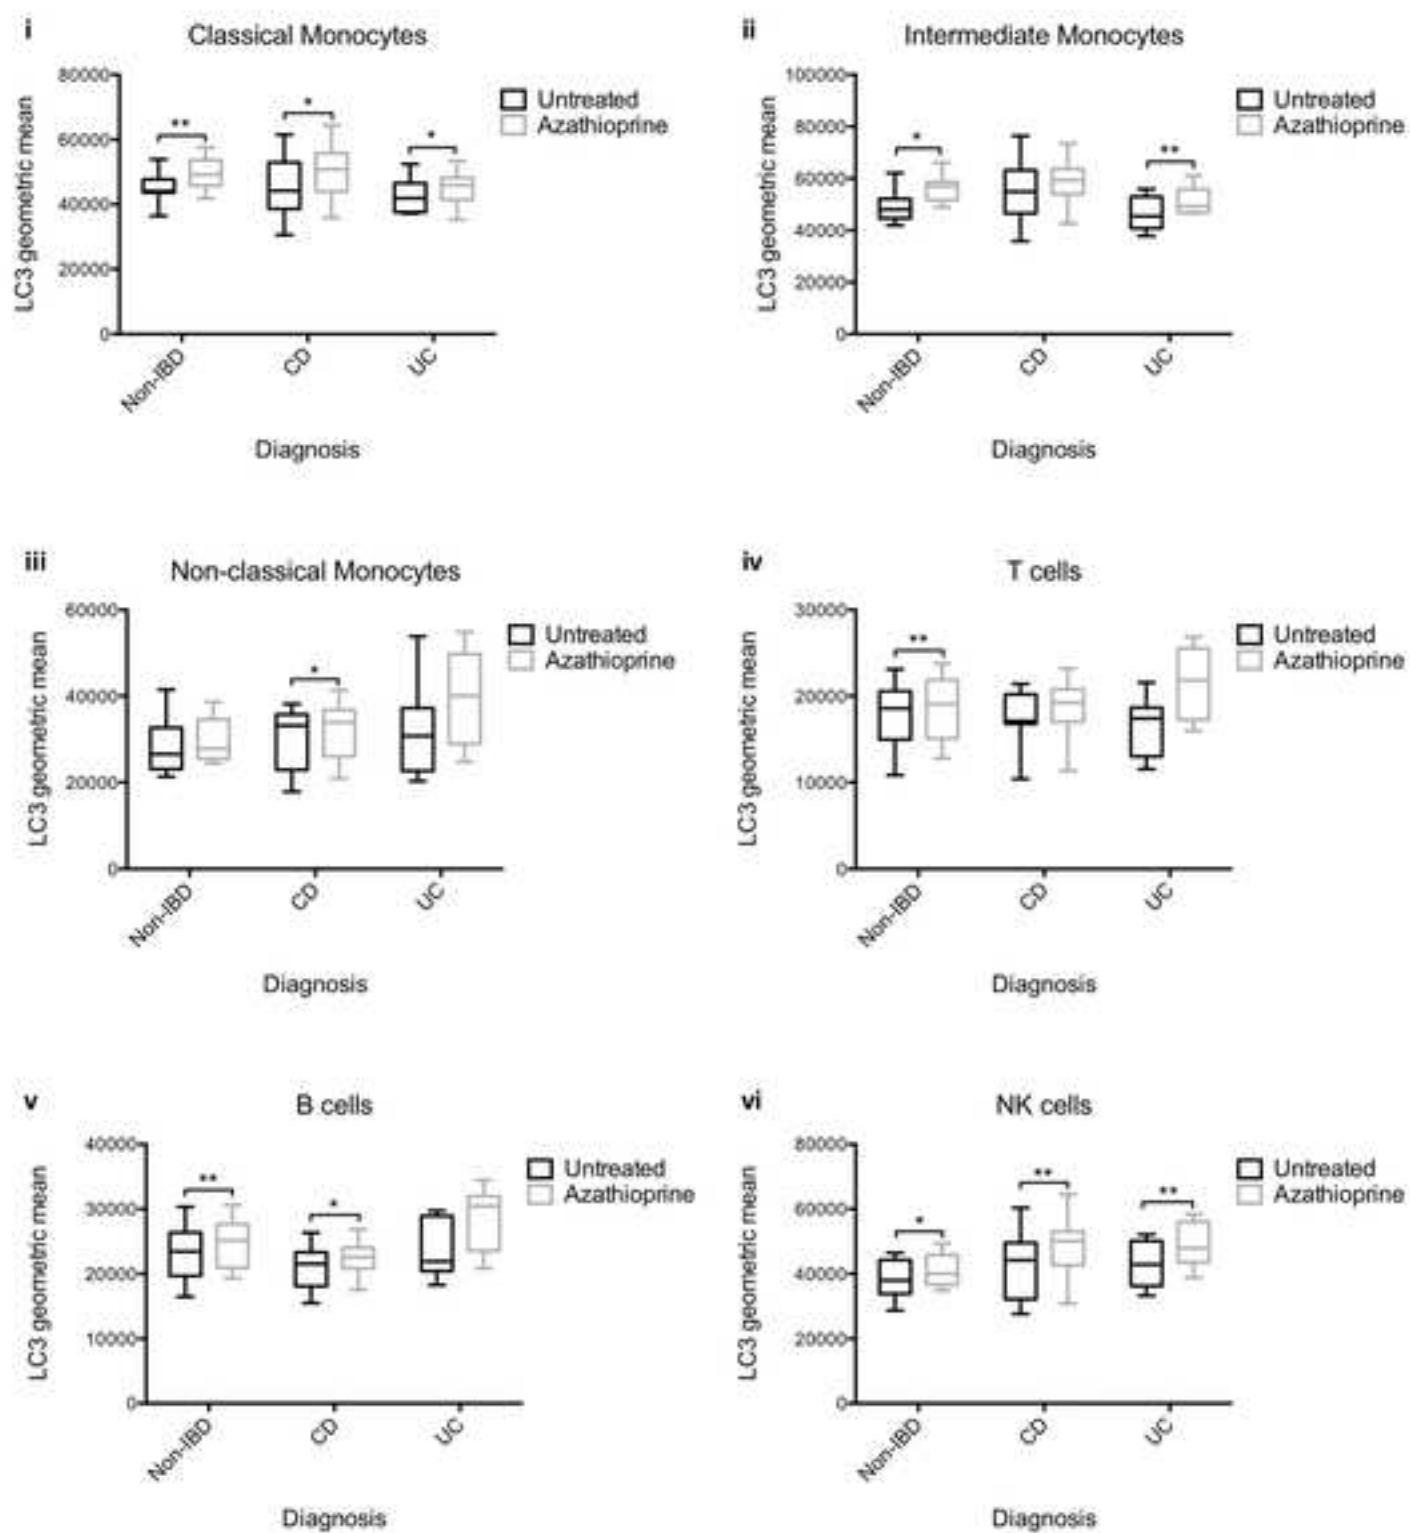 i
Classical Monocytes
LC3 geometric mean
80000
60000
40000
20000
0
**
*
*
Untreated
Azathioprine
Non-IBD
CD
UC
Diagnosis
ii
Intermediate Monocytes
LC3 geometric mean
100000
80000
60000
40000
20000
0
*
**
Untreated
Azathioprine
Non-IBD
CD
UC
Diagnosis
iii
Non-classical Monocytes
LC3 geometric mean
60000
40000
20000
0
*
Untreated
Azathioprine
Non-IBD
CD
UC
Diagnosis
iv
T cells
LC3 geometric mean
30000
20000
10000
0
**
Untreated
Azathioprine
Non-IBD
CD
UC
Diagnosis
v
B cells
LC3 geometric mean
40000
30000
20000
10000
0
**
*
Untreated
Azathioprine
Non-IBD
CD
UC
Diagnosis
vi
NK cells
LC3 geometric mean
80000
60000
40000
20000
0
*
**
**
Untreated
Azathioprine
Non-IBD
CD
UC
Diagnosis